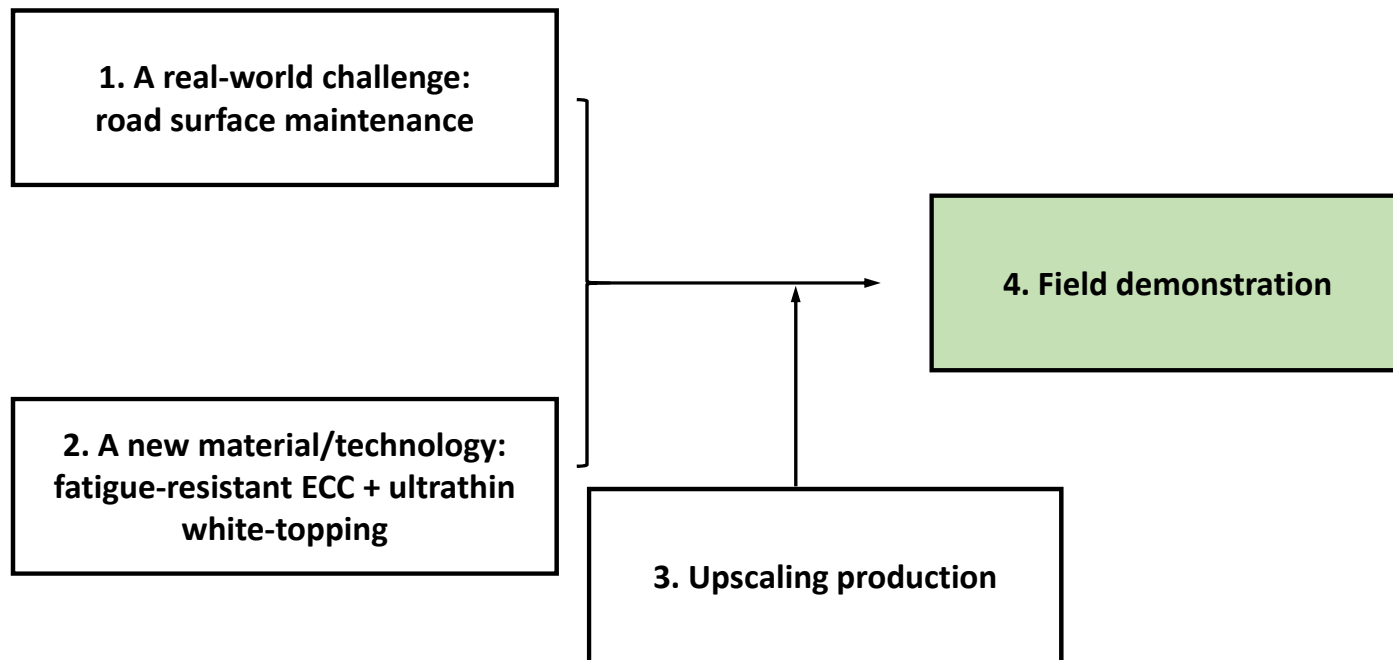 1. A real-world challenge:
road surface maintenance
4. Field demonstration
2. A new material/technology:
fatigue-resistant ECC + ultrathin
white-topping
3. Upscaling production